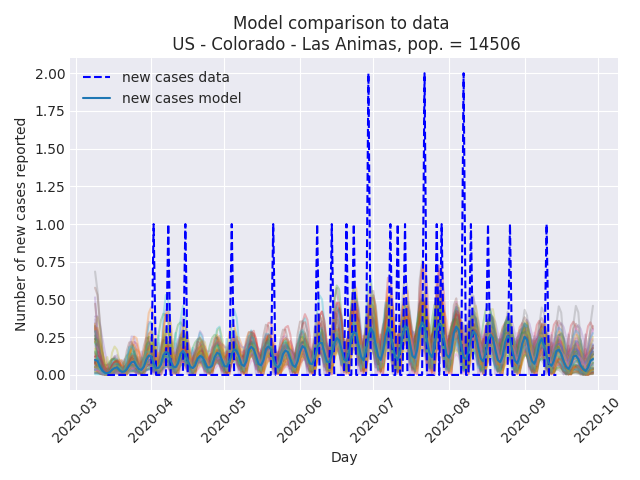 Model comparison to data
US - Colorado - Las Animas, pop. = 14506
new cases data
new cases model
Number of new cases reported
2.00
1.75
1.50
1.25
1.00
0.75
0.50
0.25
0.00
2020-03
2020-04
2020-05
2020-06
2020-07
2020-08
2020-09
2020-10
Day